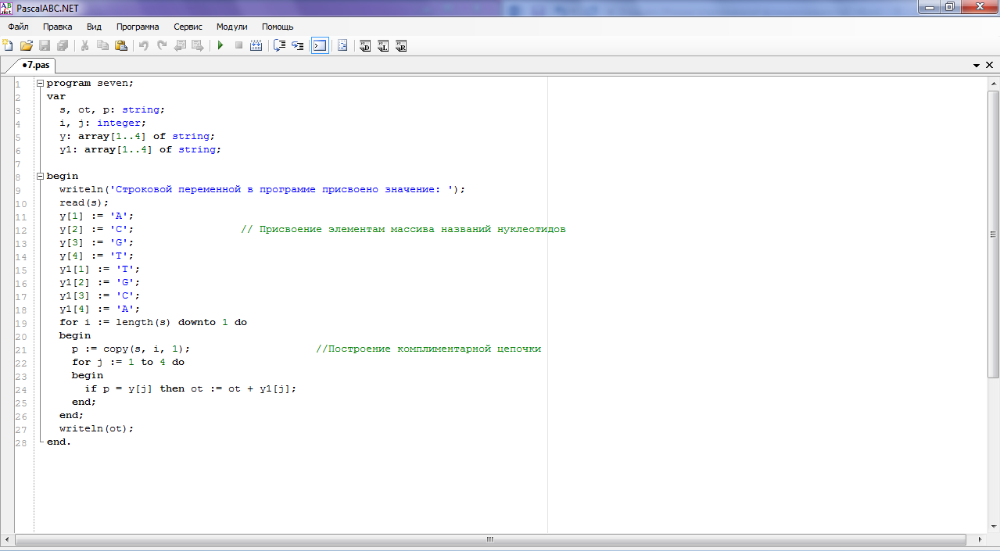 PascalABC.NET
Файл Правка Вид Программа Сервис Модули Помощь
•7.pas
1 program seven;
2 var
3 s, ot, p: string;
4 i, j: integer;
5 y: array[1..4] of string;
6 y1: array[1..4] of string;
7
8 begin
9 writeln('Строковой переменной в программе присвоено значение: ');
10 read(s);
11 y[1] := 'A';
12 y[2] := 'C'; // Присвоение элементам массива названий нуклеотидов
13 y[3] := 'G';
14 y[4] := 'T';
15 y1[1] := 'T';
16 y1[2] := 'G';
17 y1[3] := 'C';
18 y1[4] := 'A';
19 for i := length(s) downto 1 do
20 begin
21 p := copy(s, i, 1); //Построение комплиментарной цепочки
22 for j := 1 to 4 do
23 begin
24 if p = y[j] then ot := ot + y1[j];
25 end;
26 end;
27 writeln(ot);
28 end.